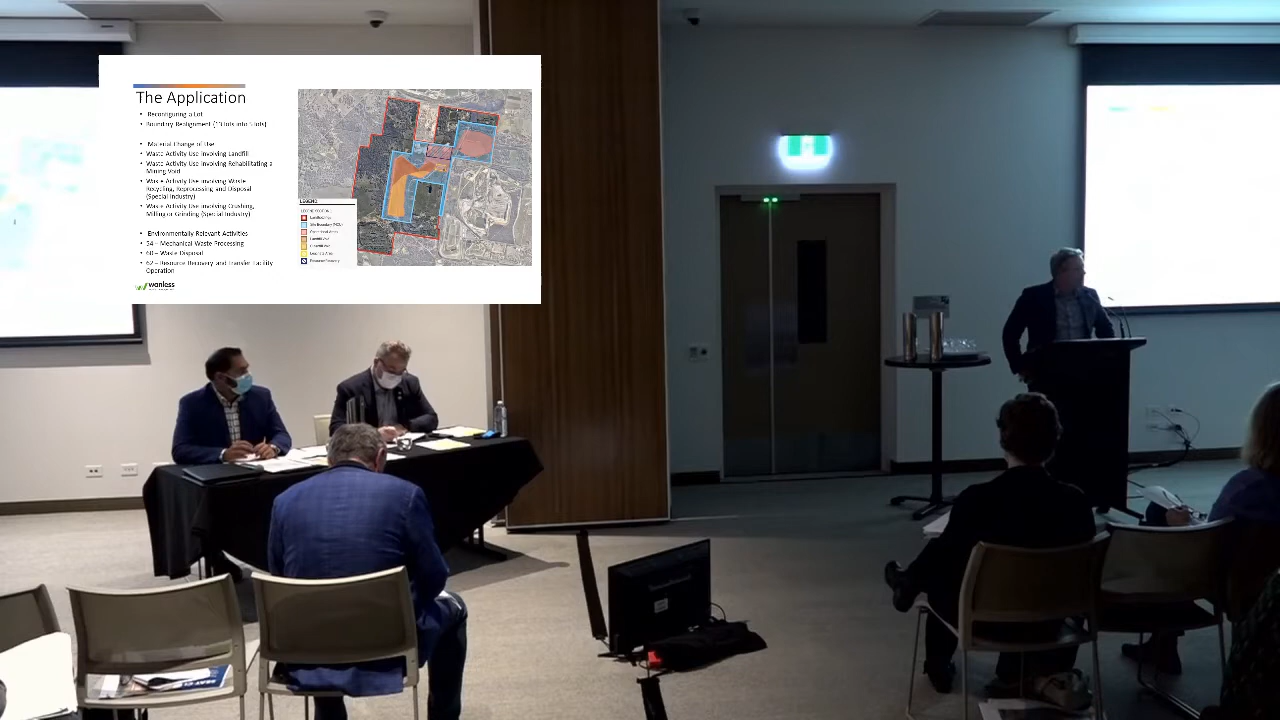 The Application
• Reconfiguring a Lot
• Boundary Realignment (13 lots into 5 lots)
• Material Change of Use
• Waste Activity Use Involving Landfill
• Waste Activity Use Involving Rehabilitating a
Mining Void
• Waste Activity Use Involving Waste
Recycling, Reprocessing and Disposal
(Special Industry)
• Waste Activity Use Involving Crushing,
Milling or Grinding (Special Industry)
• Environmentally Relevant Activities
• 54 – Mechanical Waste Processing
• 60 – Waste Disposal
• 62 – Resource Recovery and Transfer Facility
Operation
wanless
LEGEND